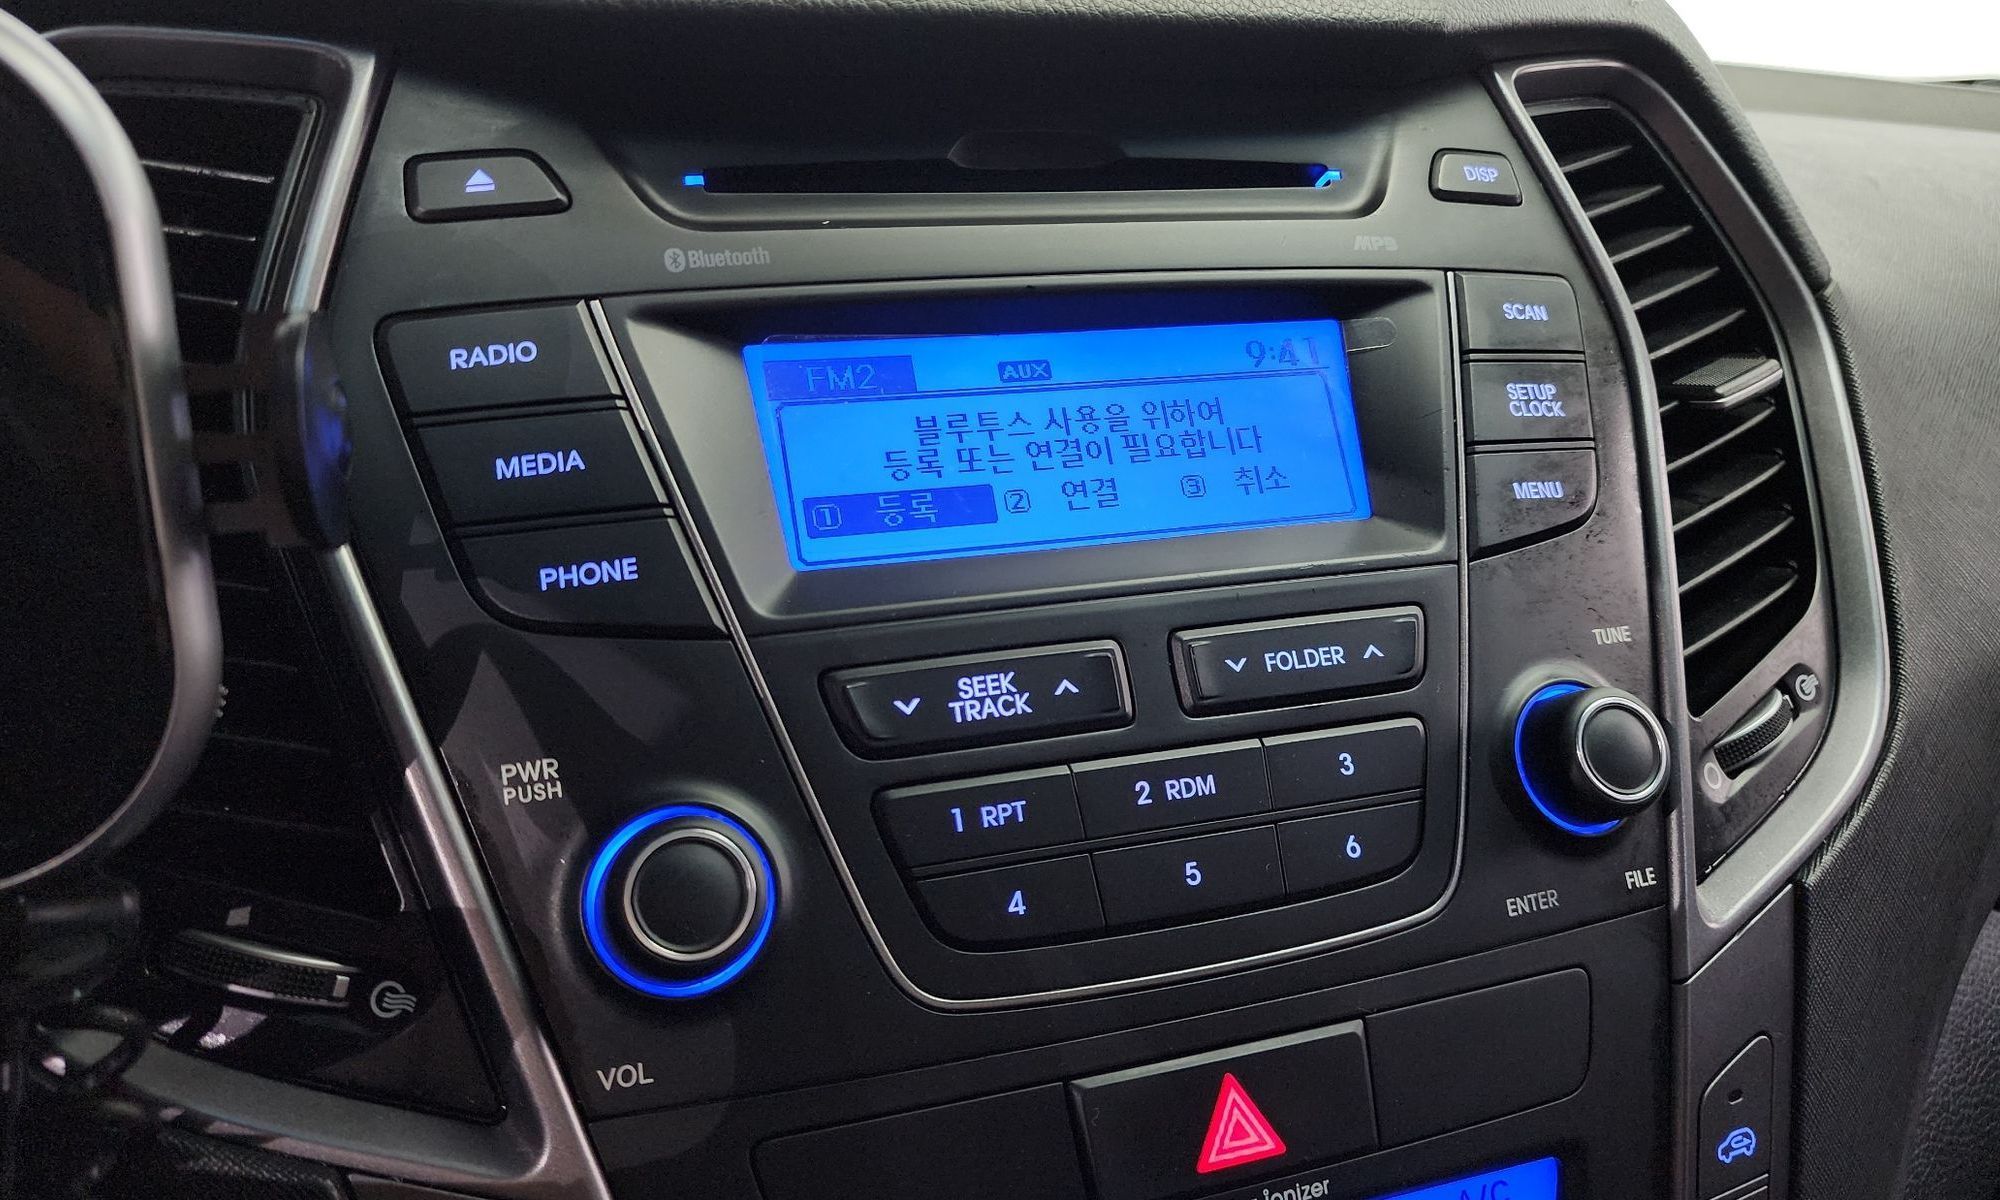 DISP
Bluetooth
MP3
RADIO
MEDIA
PHONE
FM2
AUX
9:41
블루투스 사용을 위하여
등록 또는 연결이 필요합니다
1 등록 2 연결 3 취소
SCAN
SETUP
CLOCK
MENU
TUNE
SEEK
TRACK
FOLDER
PWR
PUSH
1 RPT
2 RDM
3
4
5
6
ENTER
FILE
VOL
ionizer
A/C